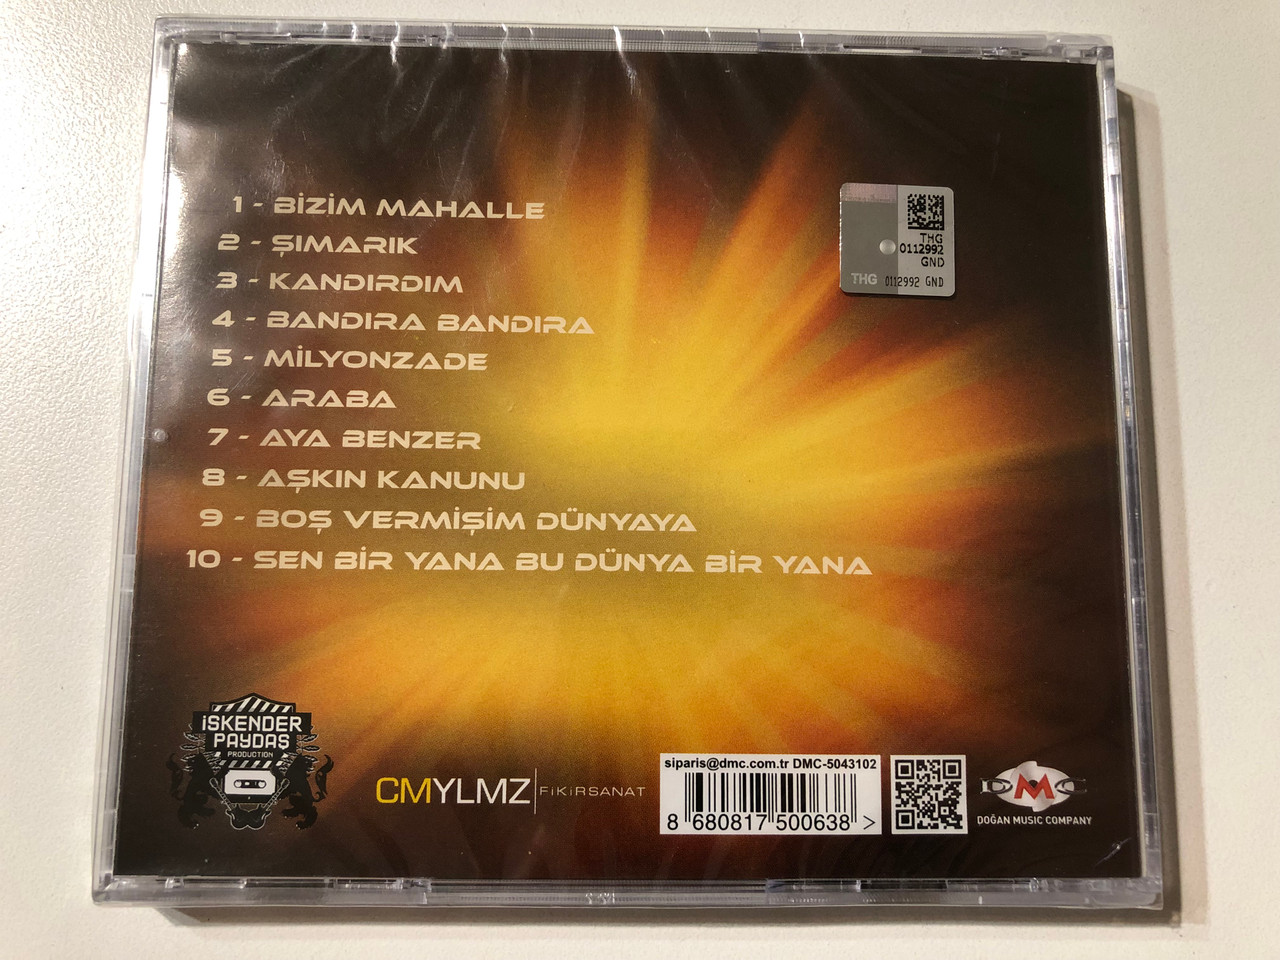 1 - BİZİM MAHALLE
2 - ŞIMARIK
3 - KANDIRDIM
4 - BANDIRA BANDIRA
5 - MİLYONZADE
6 - ARABA
7 - AYA BENZER
8 - AŞKIN KANUNU
9 - BOŞ VERMİŞİM DÜNYAYA
10 - SEN BİR YANA BU DÜNYA BİR YANA
THG
0112992
GND
THG 0112992 GND
İSKENDER
PAYDAŞ
PRODUCTION
CMYLMZ FİKİRSANAT
siparis@dmc.com.tr DMC-5043102
8 680817 500638 >
DMC
DOĞAN MUSIC COMPANY